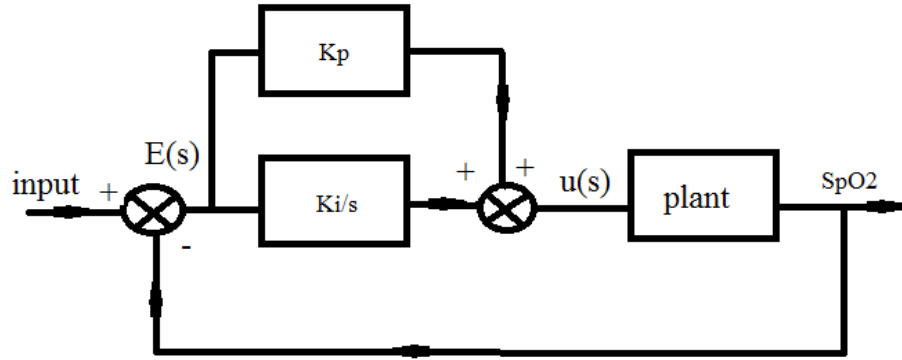 Kp
E(s)
input
+
-
Ki/s
+
+
u(s)
plant
SpO2